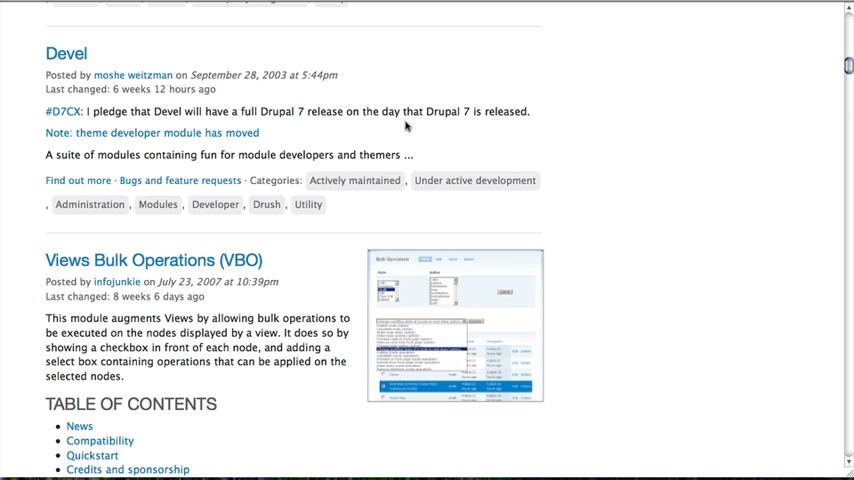 Devel
Posted by moshe weitzman on September 28, 2003 at 5:44pm
Last changed: 6 weeks 12 hours ago
#D7CX: I pledge that Devel will have a full Drupal 7 release on the day that Drupal 7 is released.
Note: theme developer module has moved
A suite of modules containing fun for module developers and themers ...
Find out more · Bugs and feature requests · Categories: Actively maintained , Under active development
, Administration , Modules , Developer , Drush , Utility
Views Bulk Operations (VBO)
Posted by infojunkie on July 23, 2007 at 10:39pm
Last changed: 8 weeks 6 days ago
This module augments Views by allowing bulk operations to
be executed on the nodes displayed by a view. It does so by
showing a checkbox in front of each node, and adding a
select box containing operations that can be applied on the
selected nodes.
Bulk Operations
TABLE OF CONTENTS
• News
• Compatibility
• Quickstart
• Credits and sponsorship